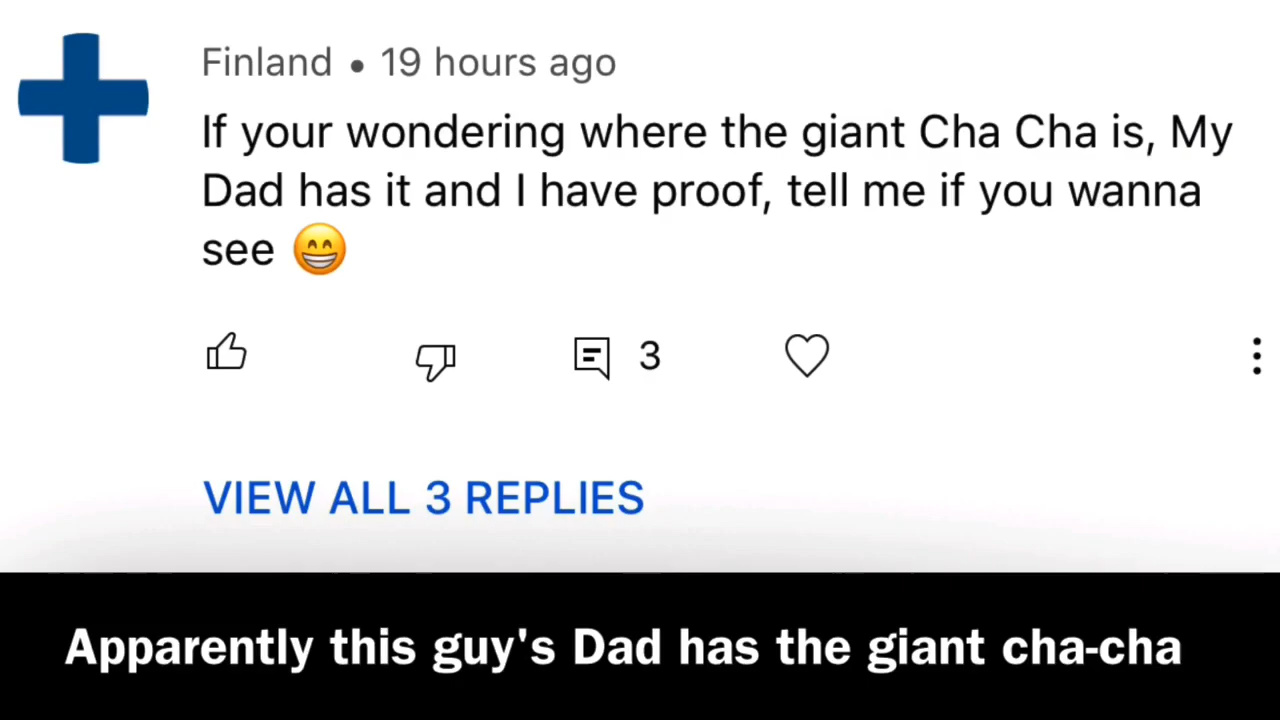 Finland • 19 hours ago
If your wondering where the giant Cha Cha is, My
Dad has it and I have proof, tell me if you wanna
see 😁
3
VIEW ALL 3 REPLIES
Apparently this guy's Dad has the giant cha-cha